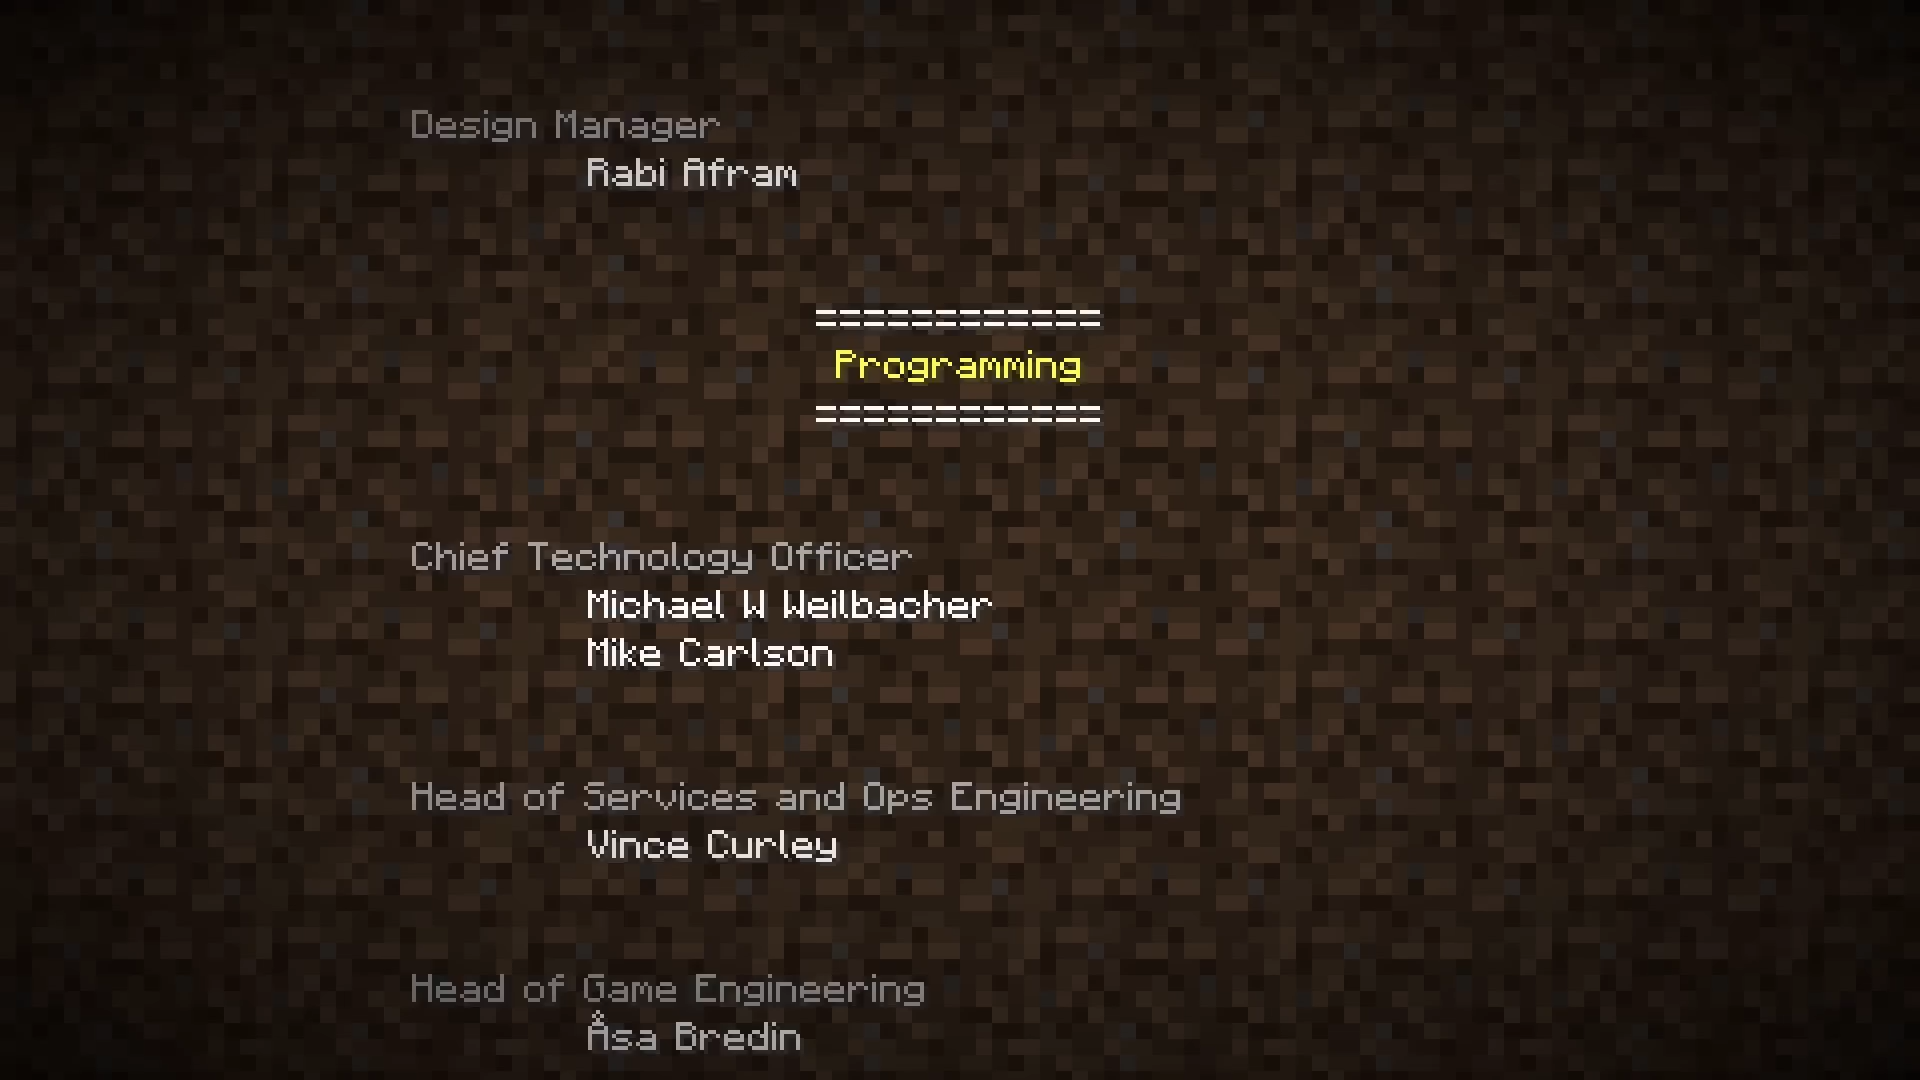 Design Manager
Rabi Afram
============
Programming
============
Chief Technology Officer
Michael W Weilbacher
Mike Carlson
Head of Services and Ops Engineering
Vince Curley
Head of Game Engineering
Åsa Bredin